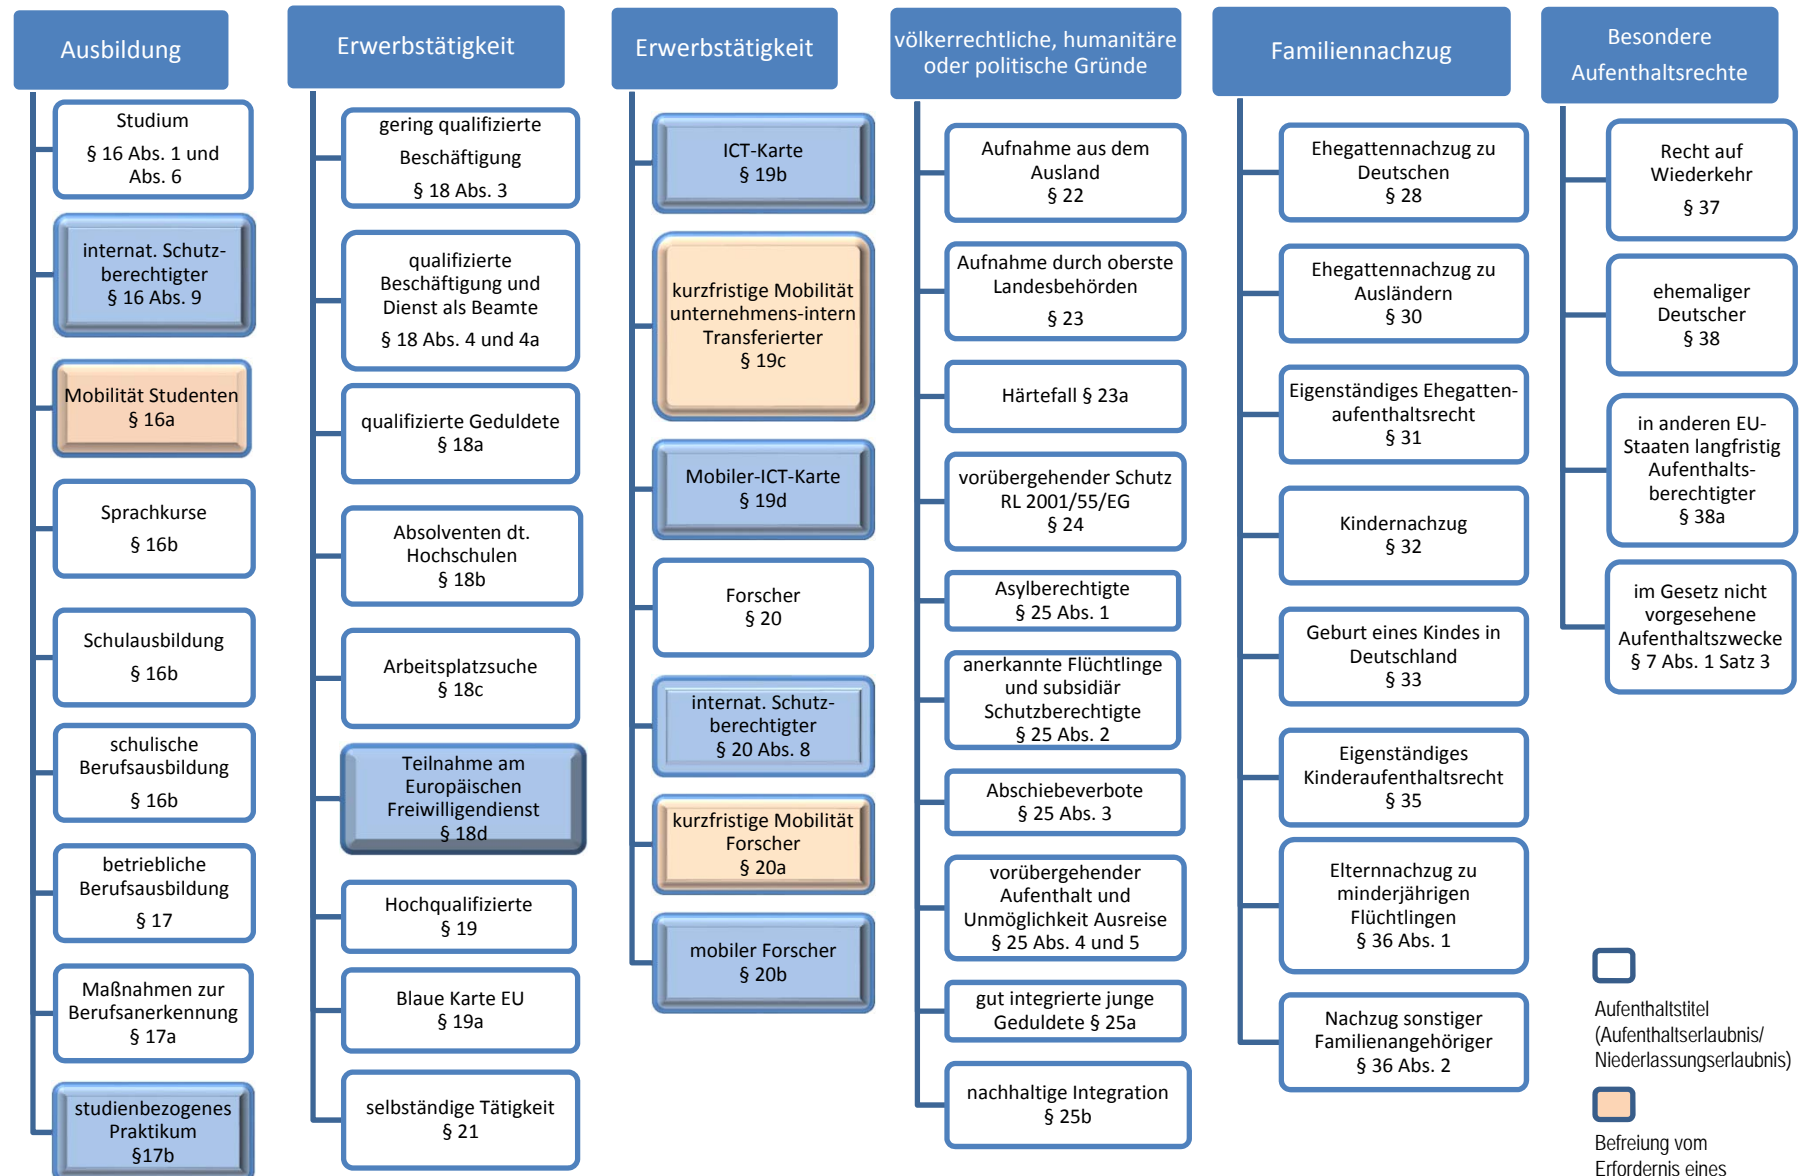 Ausbildung
Studium
§ 16 Abs. 1 und
Abs. 6
internat. Schutz-
berechtigter
§ 16 Abs. 9
Mobilität Studenten
§ 16a
Sprachkurse
§ 16b
Schulausbildung
§ 16b
schulische
Berufsausbildung
§ 16b
betriebliche
Berufsausbildung
§ 17
Maßnahmen zur
Berufsanerkennung
§ 17a
studienbezogenes
Praktikum
§17b
Erwerbstätigkeit
gering qualifizierte
Beschäftigung
§ 18 Abs. 3
qualifizierte
Beschäftigung und
Dienst als Beamte
§ 18 Abs. 4 und 4a
qualifizierte Geduldete
§ 18a
Absolventen dt.
Hochschulen
§ 18b
Arbeitsplatzsuche
§ 18c
Teilnahme am
Europäischen
Freiwilligendienst
§ 18d
Hochqualifizierte
§ 19
Blaue Karte EU
§ 19a
selbständige Tätigkeit
§ 21
Erwerbstätigkeit
ICT-Karte
§ 19b
kurzfristige Mobilität
unternehmens-intern
Transferierter
§ 19c
Mobiler-ICT-Karte
§ 19d
Forscher
§ 20
internat. Schutz-
berechtigter
§ 20 Abs. 8
kurzfristige Mobilität
Forscher
§ 20a
mobiler Forscher
§ 20b
völkerrechtliche, humanitäre
oder politische Gründe
Aufnahme aus dem
Ausland
§ 22
Aufnahme durch oberste
Landesbehörden
§ 23
Härtefall § 23a
vorübergehender Schutz
RL 2001/55/EG
§ 24
Asylberechtigte
§ 25 Abs. 1
anerkannte Flüchtlinge
und subsidiär
Schutzberechtigte
§ 25 Abs. 2
Abschiebeverbote
§ 25 Abs. 3
vorübergehender
Aufenthalt und
Unmöglichkeit Ausreise
§ 25 Abs. 4 und 5
gut integrierte junge
Geduldete § 25a
nachhaltige Integration
§ 25b
Familiennachzug
Ehegattennachzug zu
Deutschen
§ 28
Ehegattennachzug zu
Ausländern
§ 30
Eigenständiges Ehegatten-
aufenthaltsrecht
§ 31
Kindernachzug
§ 32
Geburt eines Kindes in
Deutschland
§ 33
Eigenständiges
Kinderaufenthaltsrecht
§ 35
Elternnachzug zu
minderjährigen
Flüchtlingen
§ 36 Abs. 1
Nachzug sonstiger
Familienangehöriger
§ 36 Abs. 2
Besondere
Aufenthaltsrechte
Recht auf
Wiederkehr
§ 37
ehemaliger
Deutscher
§ 38
in anderen EU-
Staaten langfristig
Aufenthalts-
berechtigter
§ 38a
im Gesetz nicht
vorgesehene
Aufenthaltszwecke
§ 7 Abs. 1 Satz 3
Aufenthaltstitel
(Aufenthaltserlaubnis/
Niederlassungserlaubnis)
Befreiung vom
Erfordernis eines